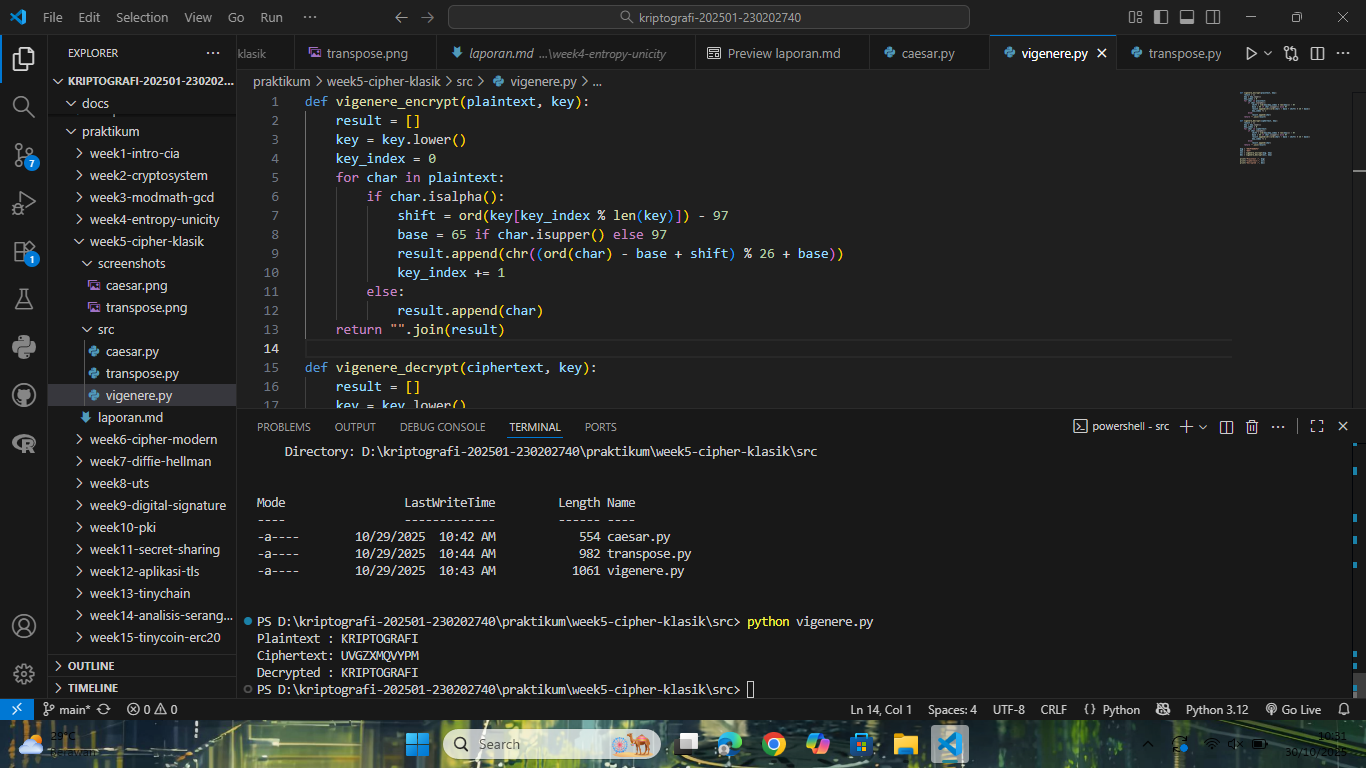 File Edit Selection View Go Run ··· kriptografi-202501-230202740
EXPLORER ···
klasik transpose.png laporan.md ...\week4-entropy-unicity Preview laporan.md caesar.py vigenere.py transpose.py ···
praktikum > week5-cipher-klasik > src > vigenere.py > ...
KRIPTOGRAFI-202501-230202...
docs
praktikum
week1-intro-cia
week2-cryptosystem
week3-modmath-gcd
week4-entropy-unicity
week5-cipher-klasik
screenshots
caesar.png
transpose.png
src
caesar.py
transpose.py
vigenere.py
laporan.md
week6-cipher-modern
week7-diffie-hellman
week8-uts
week9-digital-signature
week10-pki
week11-secret-sharing
week12-aplikasi-tls
week13-tinychain
week14-analisis-serang...
week15-tinycoin-erc20
OUTLINE
TIMELINE
7
1
1 def vigenere_encrypt(plaintext, key):
2     result = []
3     key = key.lower()
4     key_index = 0
5     for char in plaintext:
6         if char.isalpha():
7             shift = ord(key[key_index % len(key)]) - 97
8             base = 65 if char.isupper() else 97
9             result.append(chr((ord(char) - base + shift) % 26 + base))
10             key_index += 1
11         else:
12             result.append(char)
13     return "".join(result)
14
15 def vigenere_decrypt(ciphertext, key):
16     result = []
17     key = key.lower()
PROBLEMS OUTPUT DEBUG CONSOLE TERMINAL PORTS powershell - src ···
Directory: D:\kriptografi-202501-230202740\praktikum\week5-cipher-klasik\src
Mode LastWriteTime Length Name
---- ------------- ------ ----
-a---- 10/29/2025 10:42 AM 554 caesar.py
-a---- 10/29/2025 10:44 AM 982 transpose.py
-a---- 10/29/2025 10:43 AM 1061 vigenere.py
PS D:\kriptografi-202501-230202740\praktikum\week5-cipher-klasik\src> python vigenere.py
Plaintext : KRIPTOGRAFI
Ciphertext: UVGZXMQVYPM
Decrypted : KRIPTOGRAFI
PS D:\kriptografi-202501-230202740\praktikum\week5-cipher-klasik\src>
main* 0 0 Ln 14, Col 1 Spaces: 4 UTF-8 CRLF {} Python Python 3.12 Go Live
Search
10:31
30/10/2025